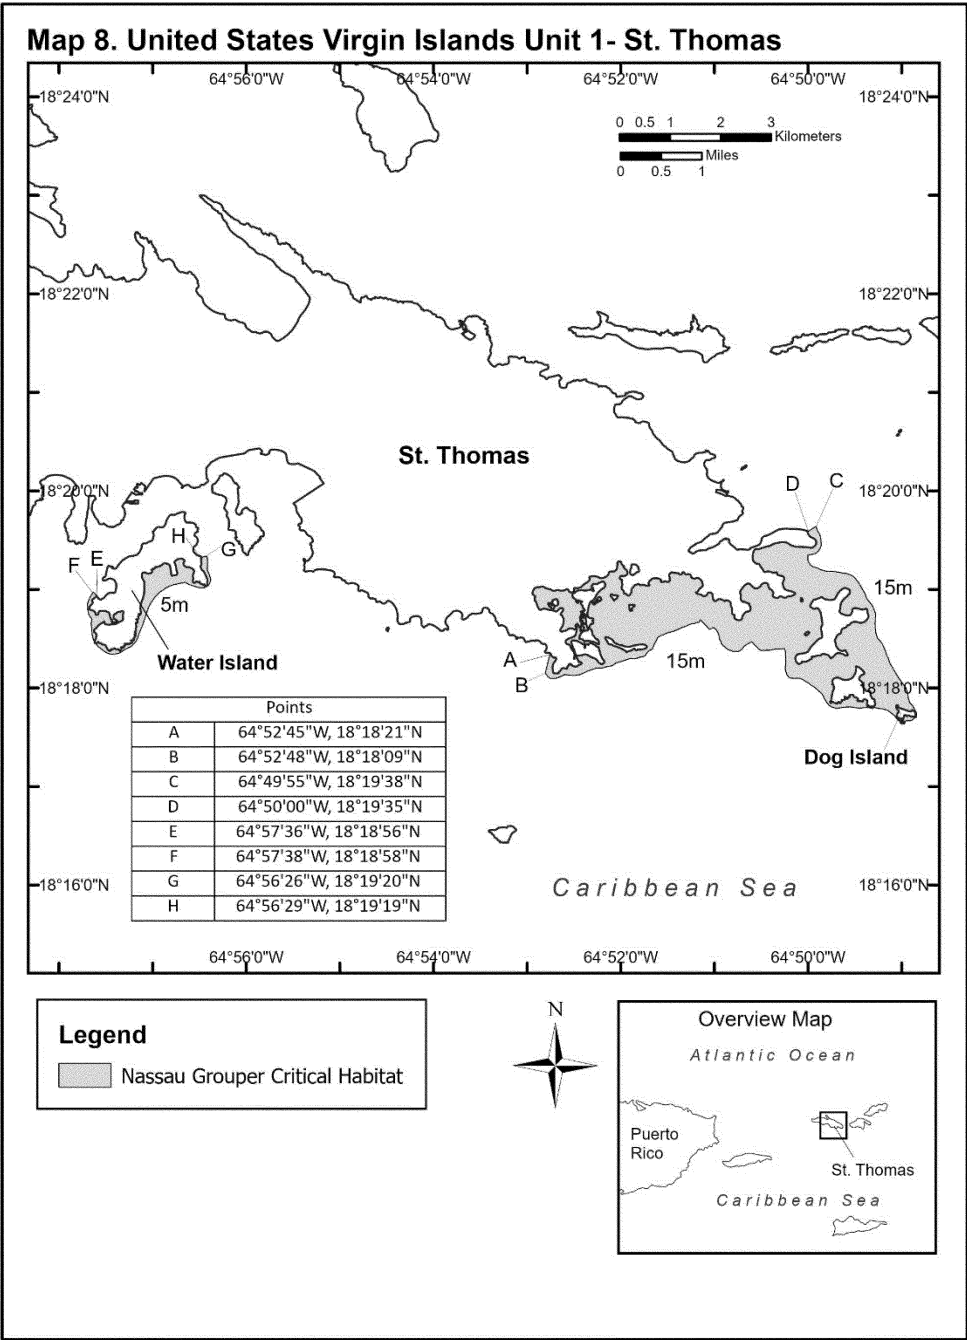 Map 8. United States Virgin Islands Unit 1- St. Thomas
64°56'0"W 64°54'0"W 64°52'0"W 64°50'0"W
18°24'0"N 18°24'0"N
0 0.5 1 2 3
Kilometers
Miles
0 0.5 1
18°22'0"N 18°22'0"N
St. Thomas
D C
18°20'0"N 18°20'0"N
H G
F E
5m
15m
Water Island
A
15m
B
18°18'0"N 18°18'0"N
Dog Island
Points
A 64°52'45"W, 18°18'21"N
B 64°52'48"W, 18°18'09"N
C 64°49'55"W, 18°19'38"N
D 64°50'00"W, 18°19'35"N
E 64°57'36"W, 18°18'56"N
F 64°57'38"W, 18°18'58"N
G 64°56'26"W, 18°19'20"N
H 64°56'29"W, 18°19'19"N
18°16'0"N 18°16'0"N
Caribbean Sea
64°56'0"W 64°54'0"W 64°52'0"W 64°50'0"W
Legend
Nassau Grouper Critical Habitat
N
Overview Map
Atlantic Ocean
Puerto
Rico
St. Thomas
Caribbean Sea